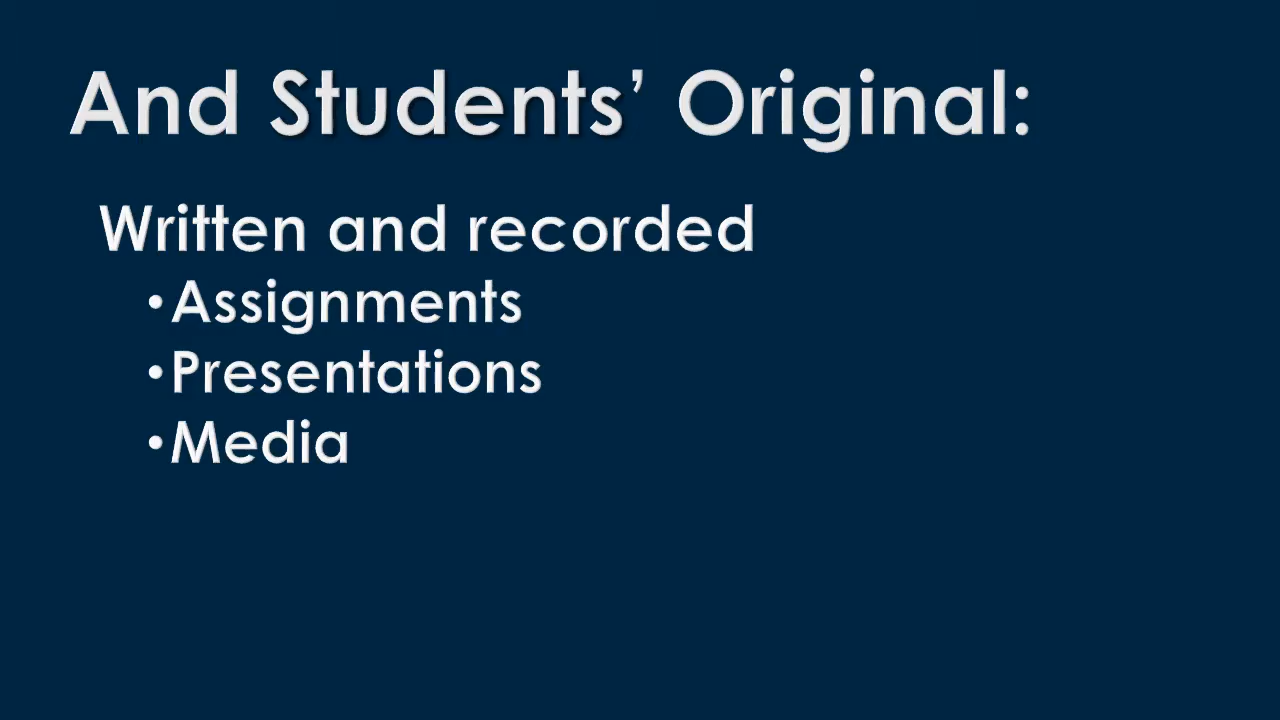 And Students’ Original:
Written and recorded
•Assignments
•Presentations
•Media